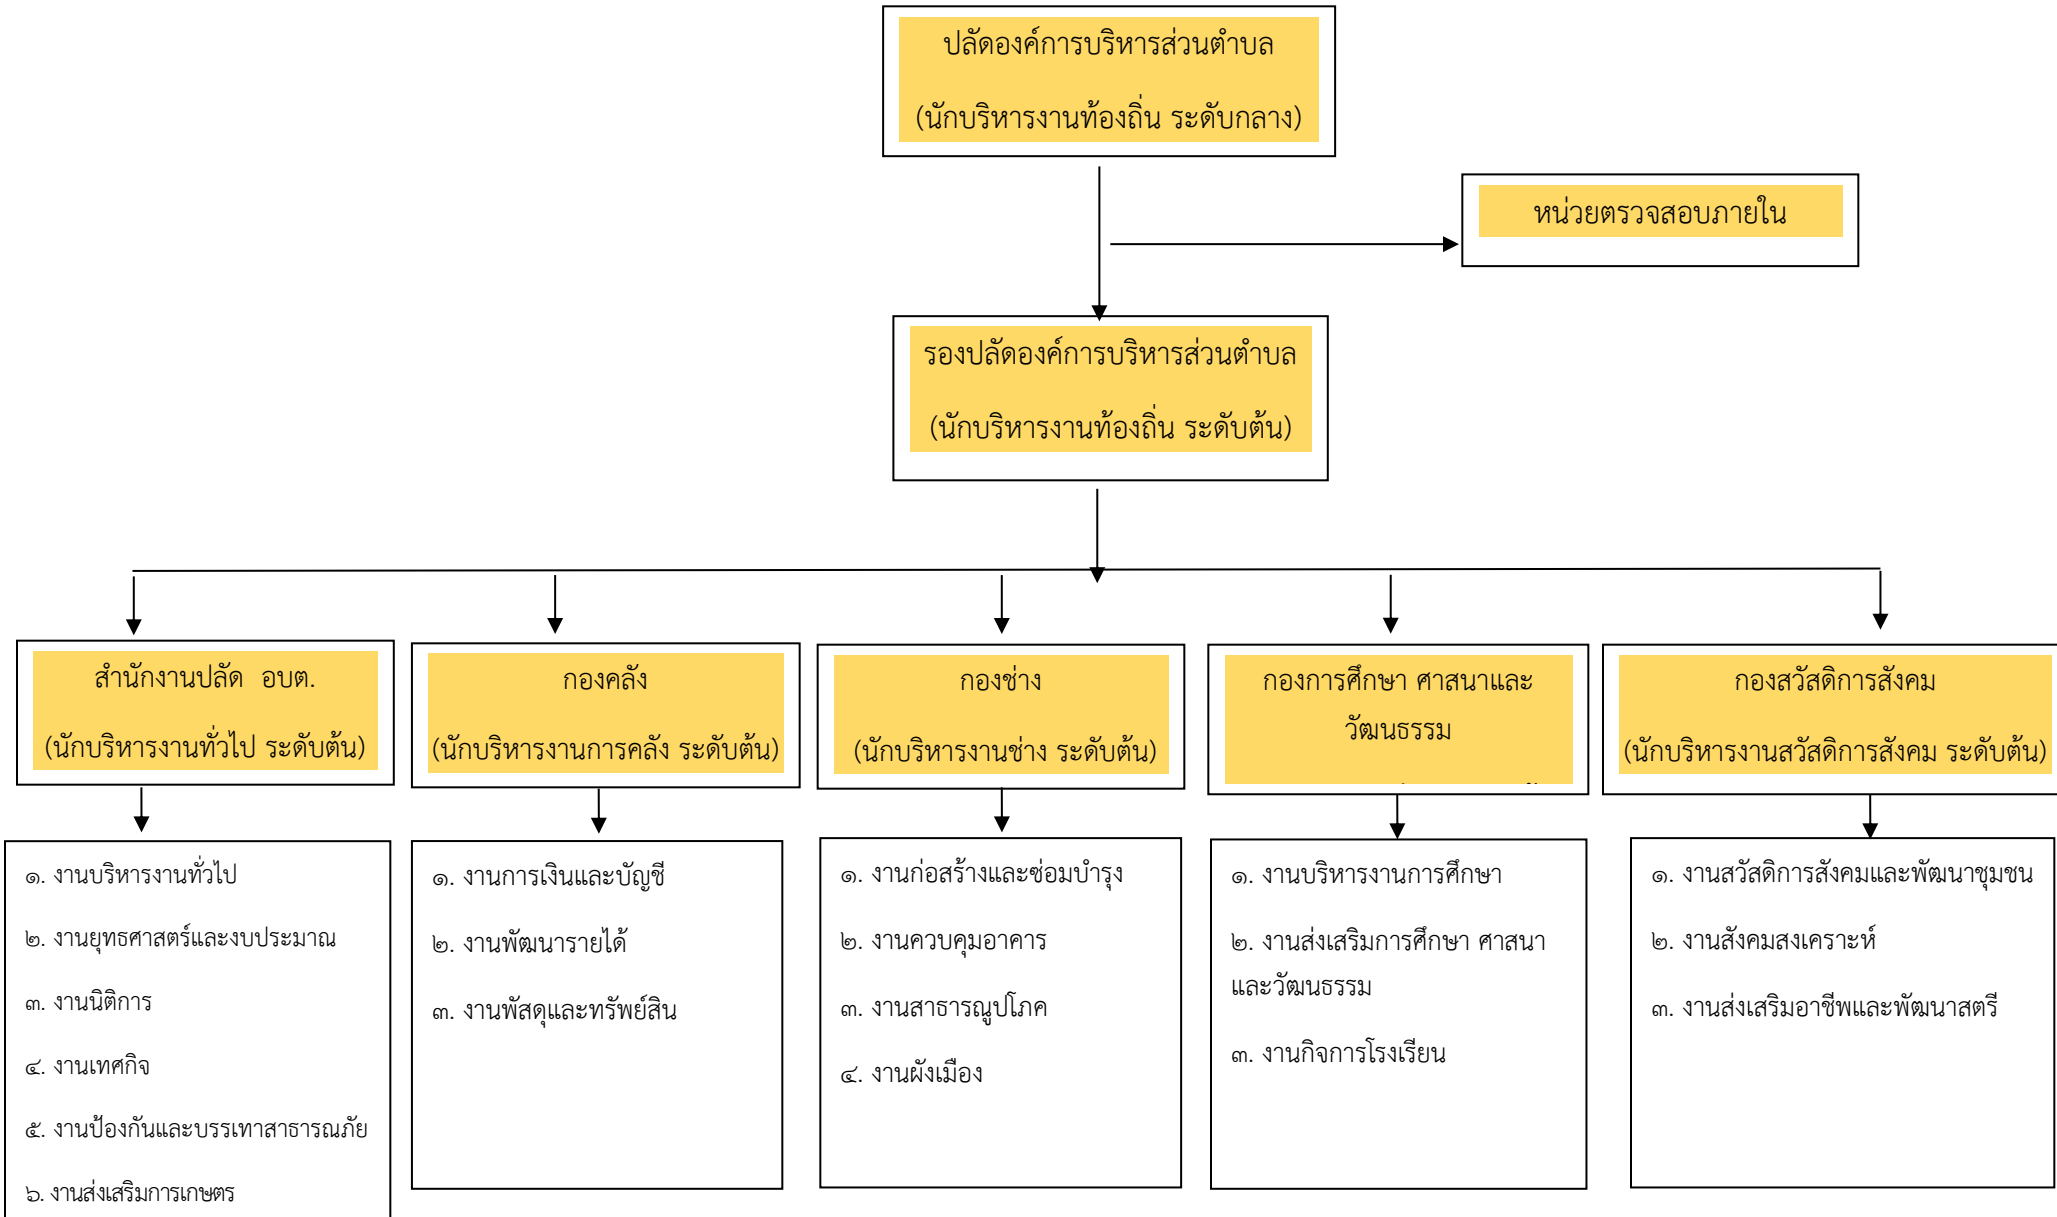 ปลัดองค์การบริหารส่วนตำบล
(นักบริหารงานท้องถิ่น ระดับกลาง)
หน่วยตรวจสอบภายใน
รองปลัดองค์การบริหารส่วนตำบล
(นักบริหารงานท้องถิ่น ระดับต้น)
สำนักงานปลัด อบต.
(นักบริหารงานทั่วไป ระดับต้น)
กองคลัง
(นักบริหารงานการคลัง ระดับต้น)
กองช่าง
(นักบริหารงานช่าง ระดับต้น)
กองการศึกษา ศาสนาและ
วัฒนธรรม
กองสวัสดิการสังคม
(นักบริหารงานสวัสดิการสังคม ระดับต้น)
๑. งานบริหารงานทั่วไป
๒. งานยุทธศาสตร์และงบประมาณ
๓. งานนิติการ
๔. งานเทศกิจ
๕. งานป้องกันและบรรเทาสาธารณภัย
๖. งานส่งเสริมการเกษตร
๑. งานการเงินและบัญชี
๒. งานพัฒนารายได้
๓. งานพัสดุและทรัพย์สิน
๑. งานก่อสร้างและซ่อมบำรุง
๒. งานควบคุมอาคาร
๓. งานสาธารณูปโภค
๔. งานผังเมือง
๑. งานบริหารงานการศึกษา
๒. งานส่งเสริมการศึกษา ศาสนา
และวัฒนธรรม
๓. งานกิจการโรงเรียน
๑. งานสวัสดิการสังคมและพัฒนาชุมชน
๒. งานสังคมสงเคราะห์
๓. งานส่งเสริมอาชีพและพัฒนาสตรี